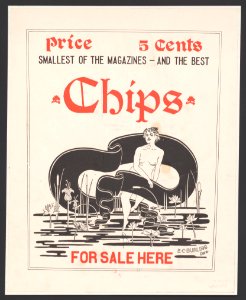 Price 5 Cents
SMALLEST OF THE MAGAZINES – AND THE BEST
Chips
FOR SALE HERE